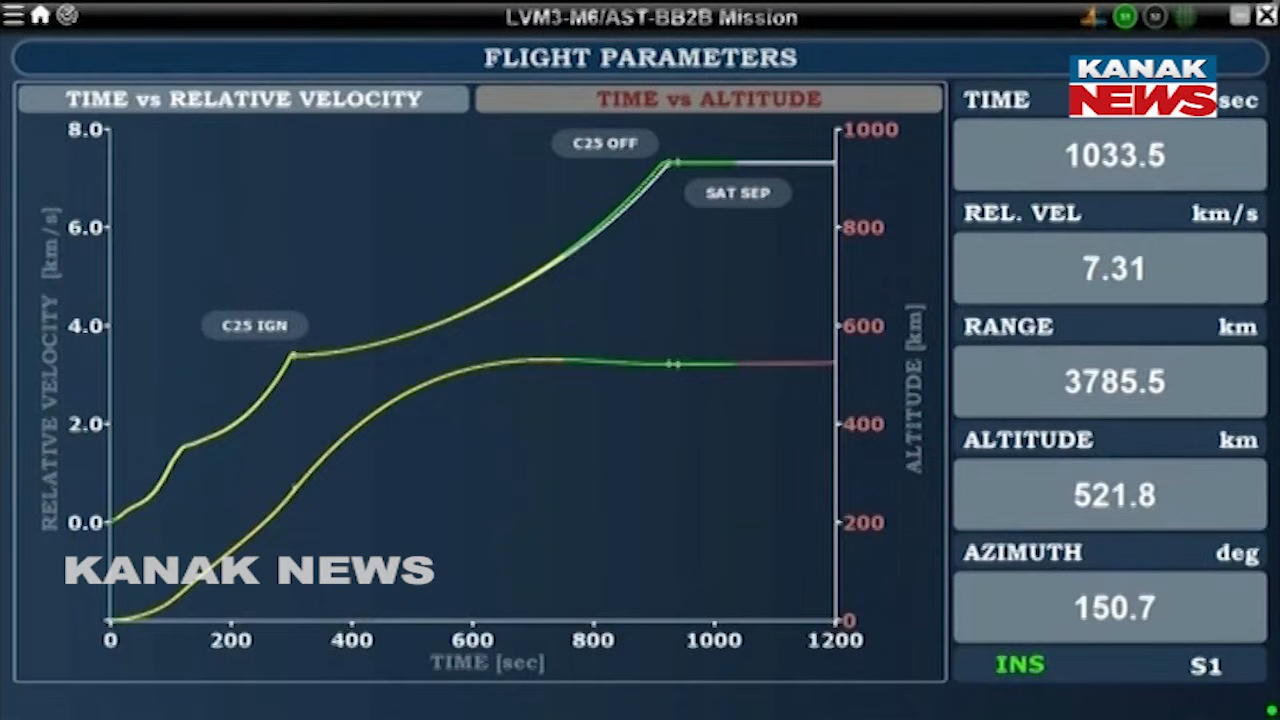 LVM3-M6/AST-BB2B Mission
S1
S2
FLIGHT PARAMETERS
KANAK
NEWS
TIME vs RELATIVE VELOCITY
TIME vs ALTITUDE
8.0
6.0
4.0
2.0
0.0
RELATIVE VELOCITY [km/s]
C25 IGN
C25 OFF
SAT SEP
1000
800
600
400
200
0
ALTITUDE [km]
0
200
400
600
800
1000
1200
TIME [sec]
KANAK NEWS
TIME sec
1033.5
REL. VEL km/s
7.31
RANGE km
3785.5
ALTITUDE km
521.8
AZIMUTH deg
150.7
INS S1